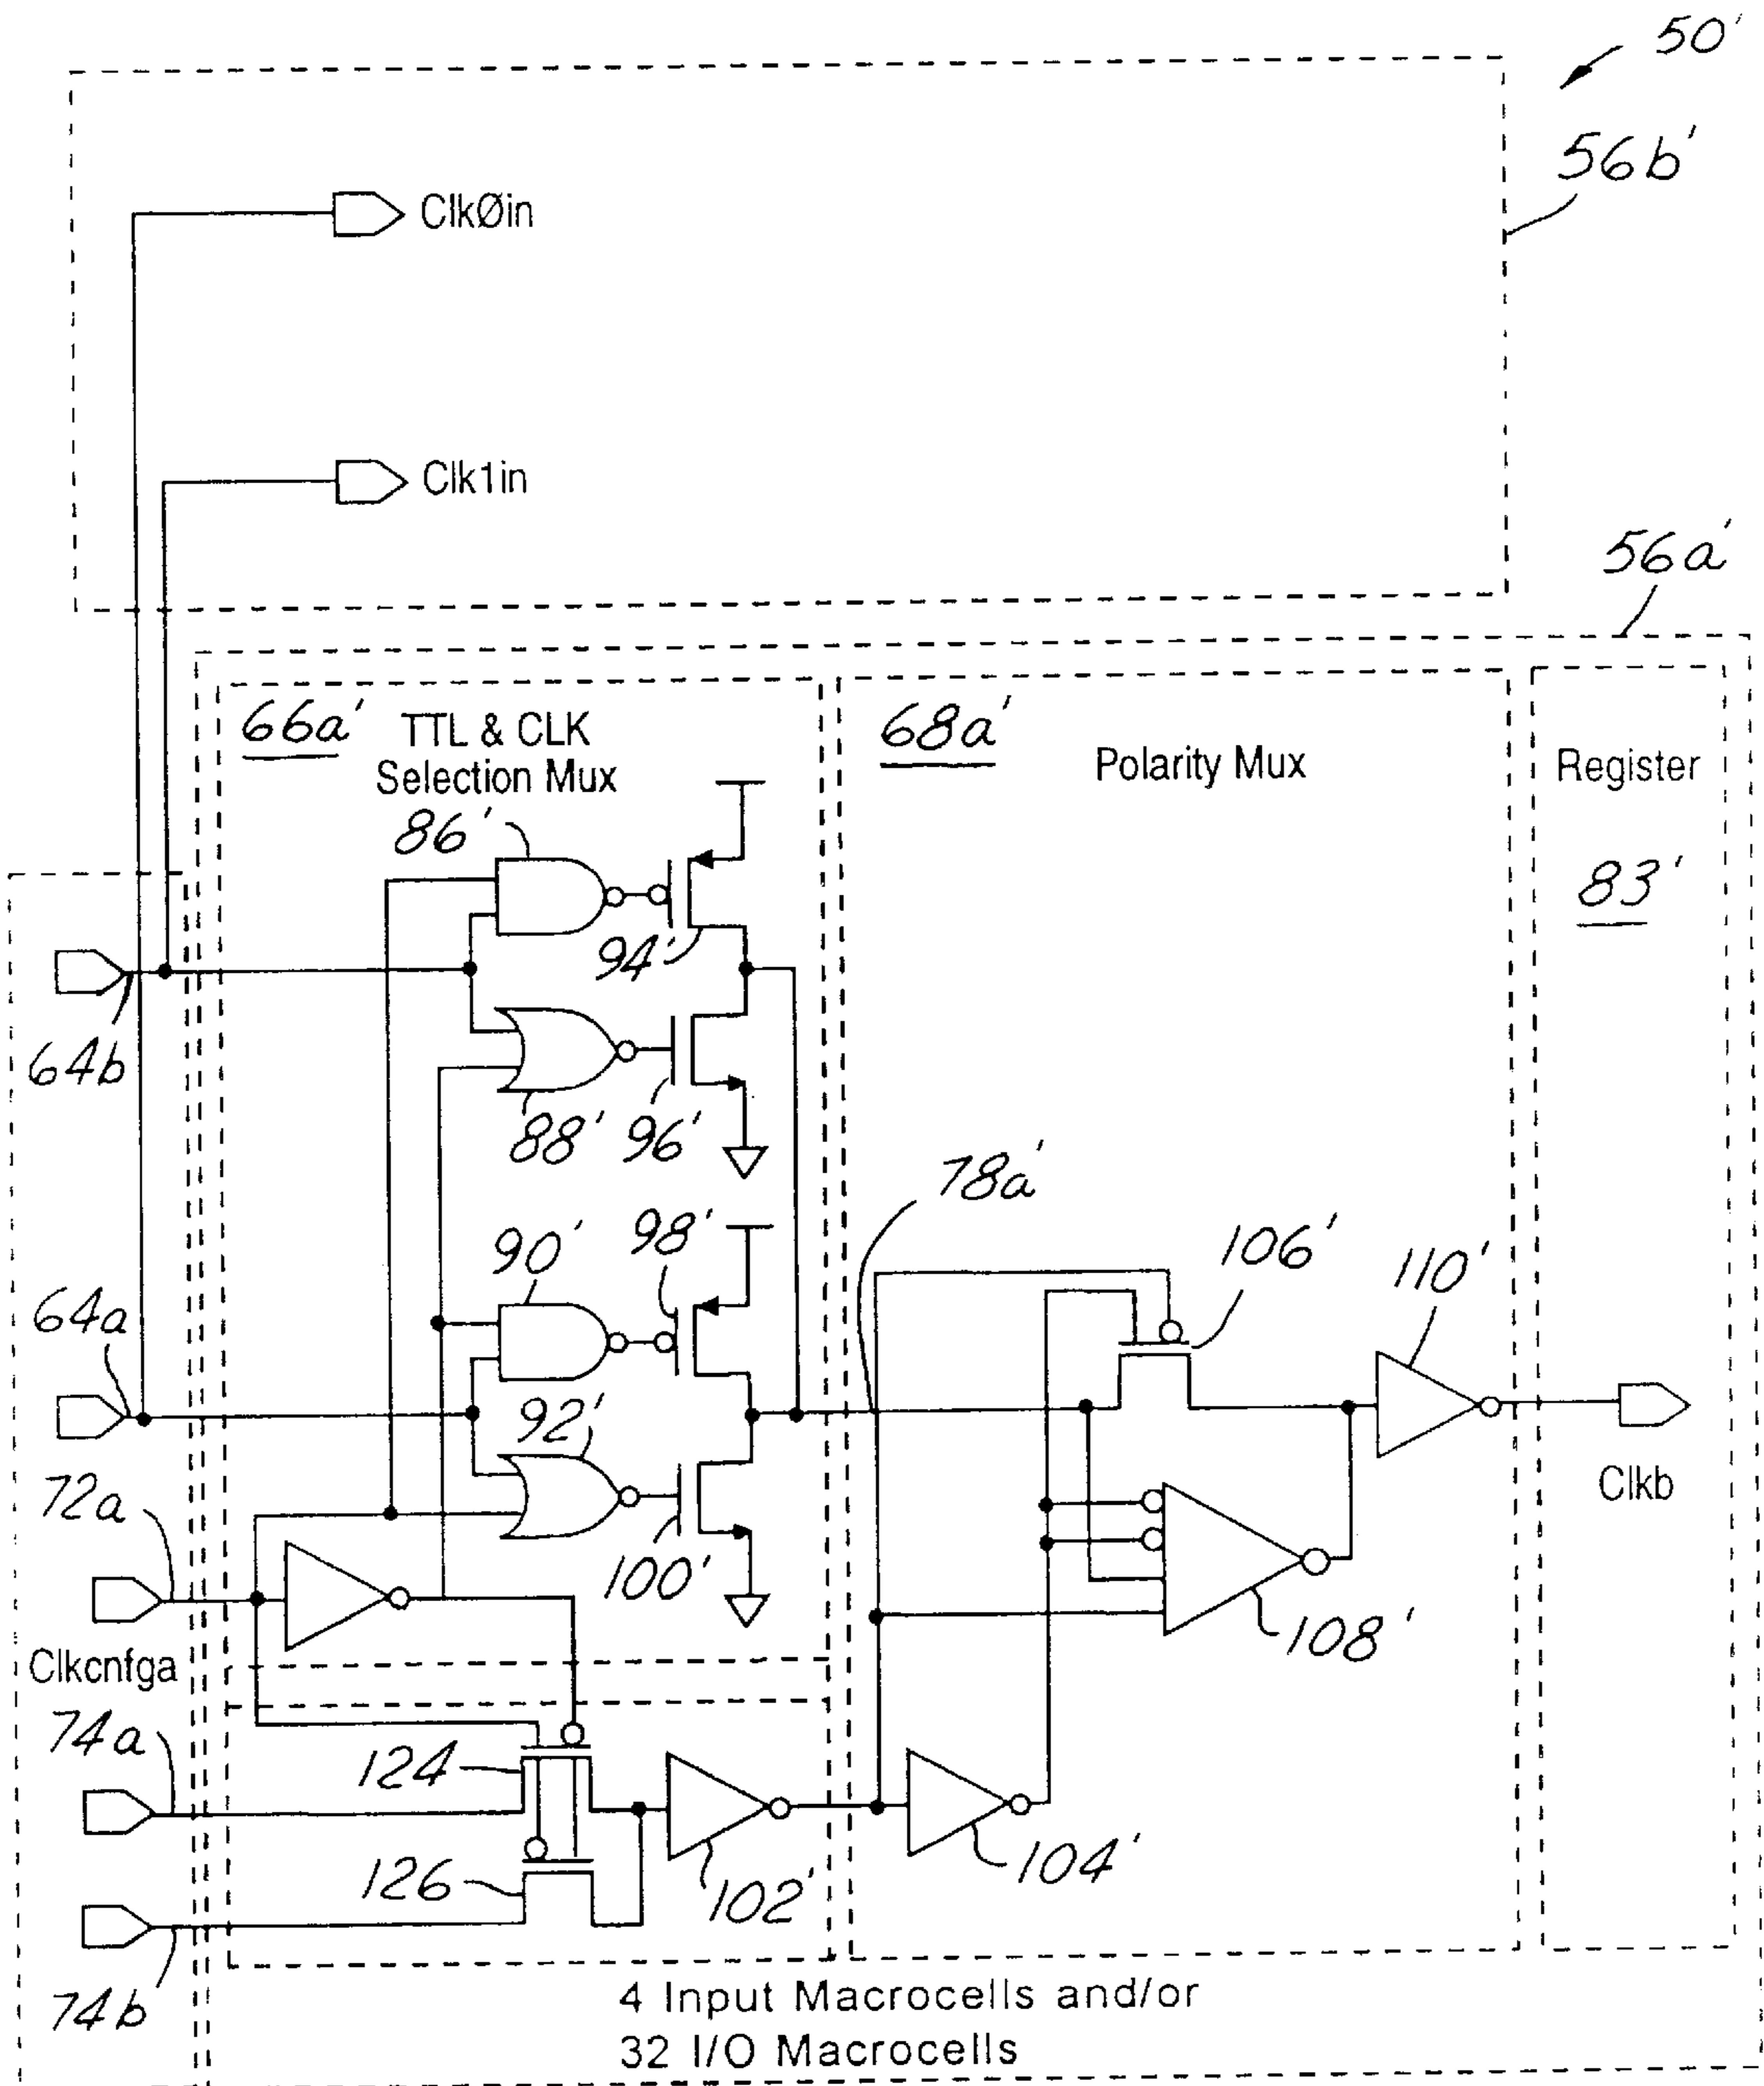 50'
56b'
ClkØin
Clk1in
56a'
66a'
TTL & CLK
Selection Mux
68a'
Polarity Mux
Register
83'
86'
94'
64b
88'
96'
78a'
90'
98'
106'
110'
64a
92'
72a
100'
Clkb
108'
Clkcnfga
74a
124
104'
126
102'
74b
4 Input Macrocells and/or
32 I/O Macrocells